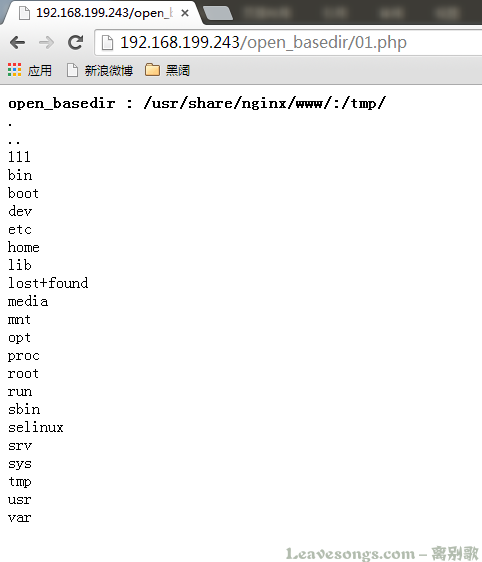 192.168.199.243/open_b
192.168.199.243/open_basedir/01.php
应用 新浪微博 黑阔
open_basedir : /usr/share/nginx/www/:/tmp/
.
..
111
bin
boot
dev
etc
home
lib
lost+found
media
mnt
opt
proc
root
run
sbin
selinux
srv
sys
tmp
usr
var
Leavesongs.com - 离别歌